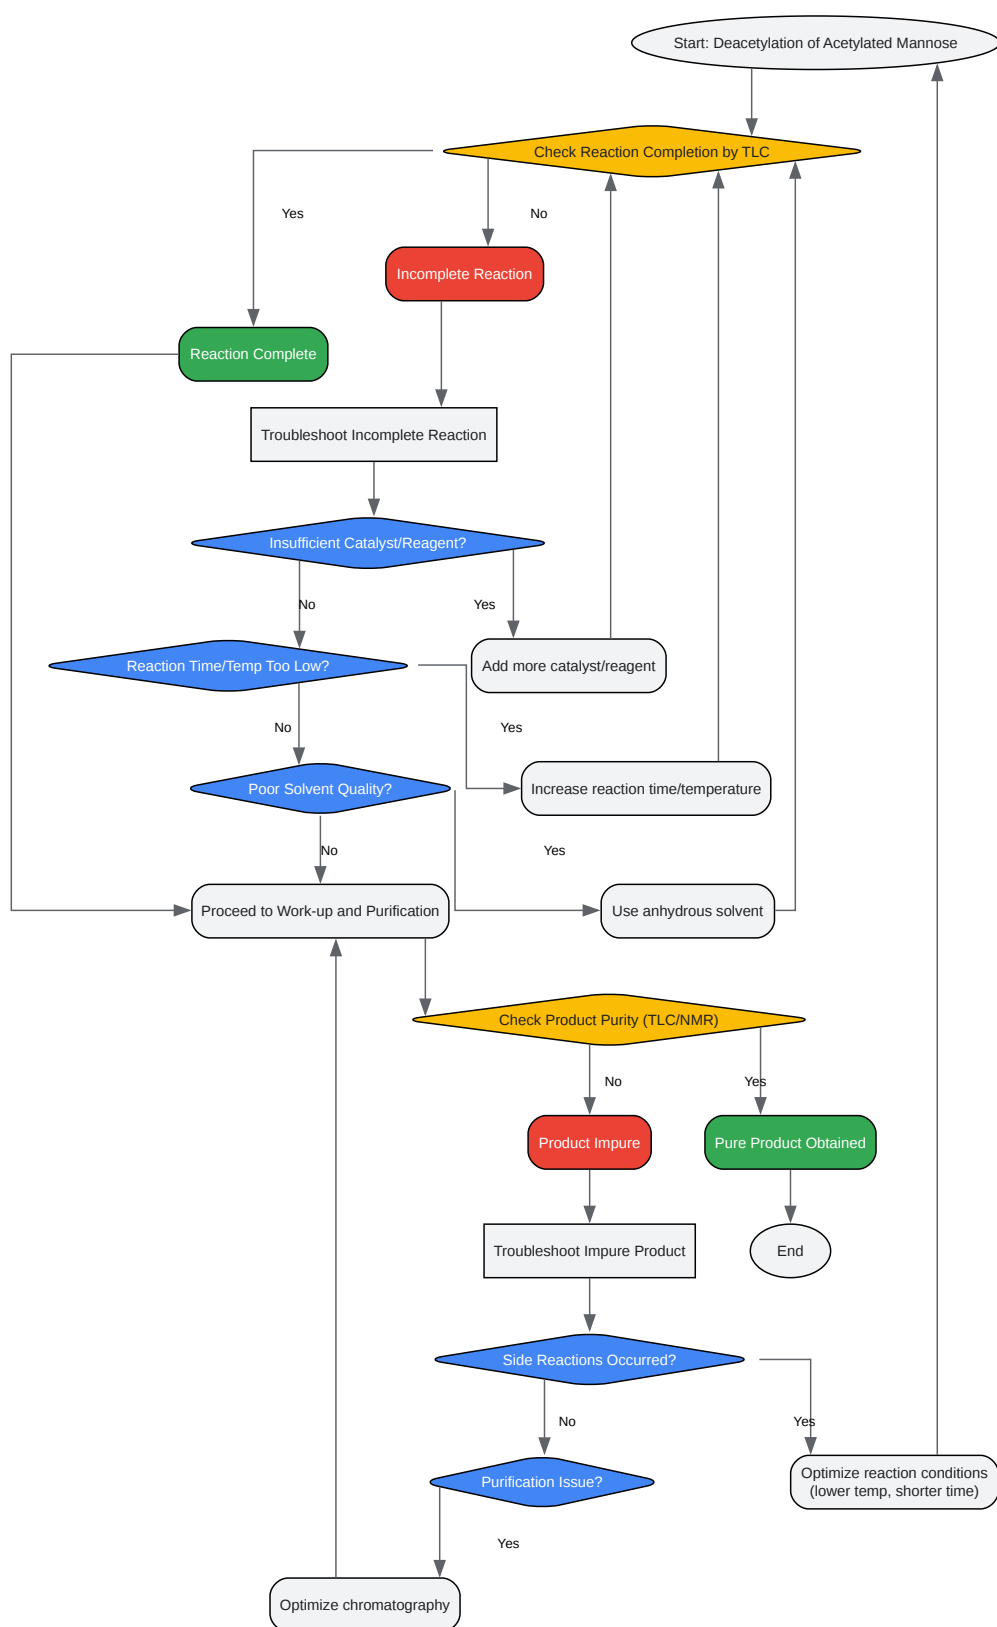 Start: Deacetylation of Acetylated Mannose
Check Reaction Completion by TLC
Yes
No
Incomplete Reaction
Reaction Complete
Troubleshoot Incomplete Reaction
Insufficient Catalyst/Reagent?
No
Yes
Reaction Time/Temp Too Low?
Add more catalyst/reagent
No
Yes
Poor Solvent Quality?
Increase reaction time/temperature
No
Yes
Proceed to Work-up and Purification
Use anhydrous solvent
Check Product Purity (TLC/NMR)
No
Yes
Product Impure
Pure Product Obtained
Troubleshoot Impure Product
End
Side Reactions Occurred?
No
Yes
Purification Issue?
Optimize reaction conditions
(lower temp, shorter time)
Yes
Optimize chromatography